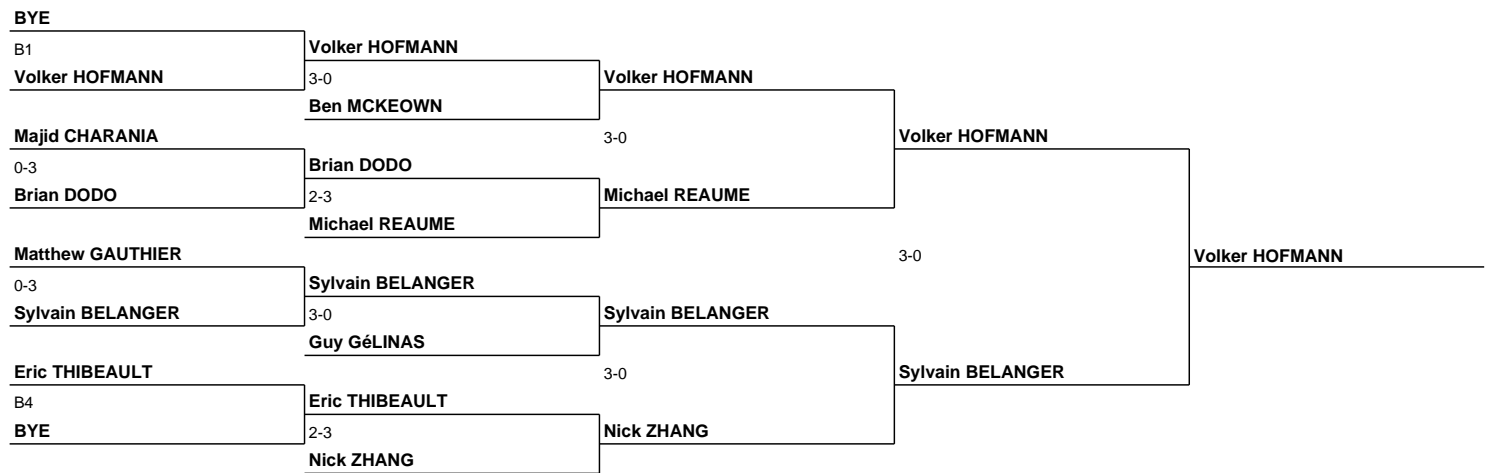 BYE
B1
Volker HOFMANN
Volker HOFMANN
3-0
Volker HOFMANN
Ben MCKEOWN
Majid CHARANIA
3-0
Volker HOFMANN
0-3
Brian DODO
Brian DODO
2-3
Michael REAUME
Michael REAUME
Matthew GAUTHIER
3-0
Volker HOFMANN
0-3
Sylvain BELANGER
Sylvain BELANGER
3-0
Sylvain BELANGER
Guy GéLINAS
Eric THIBEAULT
3-0
Sylvain BELANGER
B4
Eric THIBEAULT
BYE
2-3
Nick ZHANG
Nick ZHANG